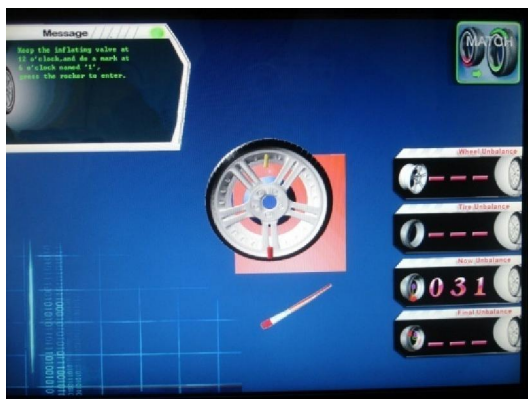 Message
Keep the inflating valve at
12 o'clock,and do a mark at
6 o'clock named '1',
press the rocker to enter.
MATCH
Wheel Unbalance
---
Tire Unbalance
---
Now Unbalance
031
Final Unbalance
---